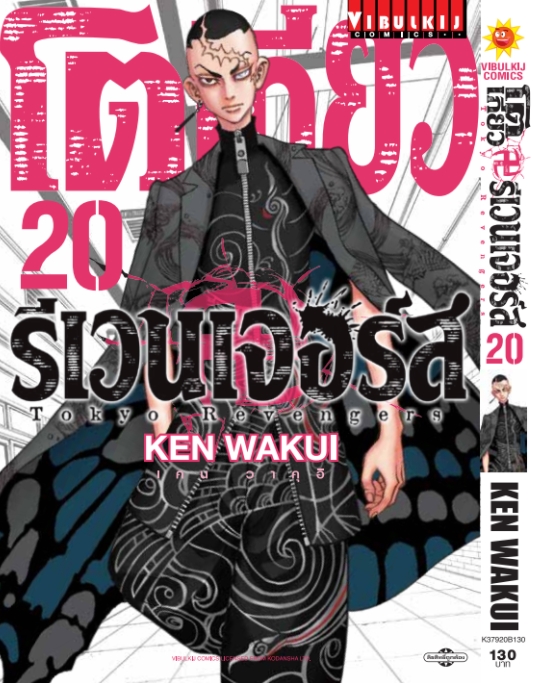 VIBULKIJ
COMICS
โตเกียว
20
รีเวนเจอร์ส
Tokyo Revengers
KEN WAKUI
เคน วากุอิ
VIBULKIJ
COMICS
โตเกียว
รีเวนเจอร์ส
Tokyo Revengers
20
KEN WAKUI
K37920B130
130
บาท